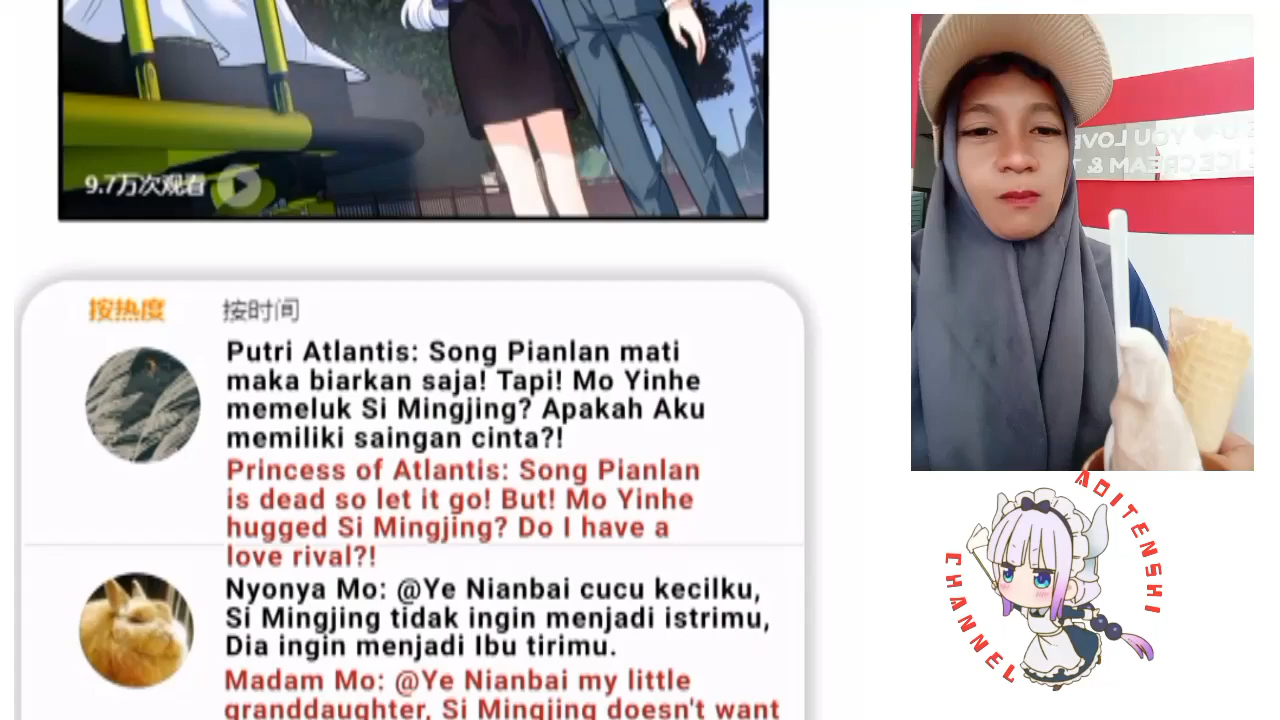 9.7万次观看
按热度 按时间
Putri Atlantis: Song Pianlan mati
maka biarkan saja! Tapi! Mo Yinhe
memeluk Si Mingjing? Apakah Aku
memiliki saingan cinta?!
Princess of Atlantis: Song Pianlan
is dead so let it go! But! Mo Yinhe
hugged Si Mingjing? Do I have a
love rival?!
Nyonya Mo: @Ye Nianbai cucu kecilku,
Si Mingjing tidak ingin menjadi istrimu,
Dia ingin menjadi Ibu tirimu.
Madam Mo: @Ye Nianbai my little
granddaughter, Si Mingjing doesn't want
YOU LOVE
ICE CREAM & T
AOITENSHI
CHANNEL